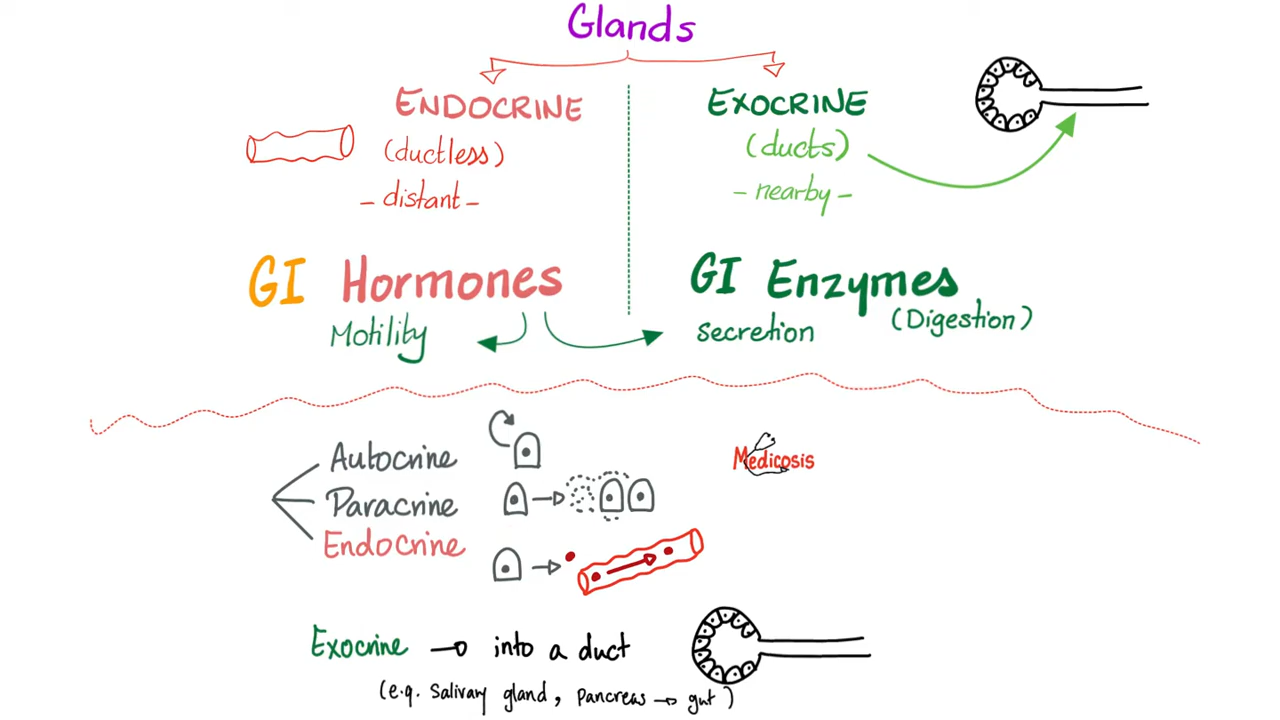 Glands
ENDOCRINE
(ductless)
- distant -
EXOCRINE
(ducts)
- nearby -
GI Hormones
Motility
GI Enzymes
secretion
(Digestion)
Autocrine
Paracrine
Endocrine
Medicosis
Exocrine → into a duct
(e.g. Salivary gland, pancreas → gut)